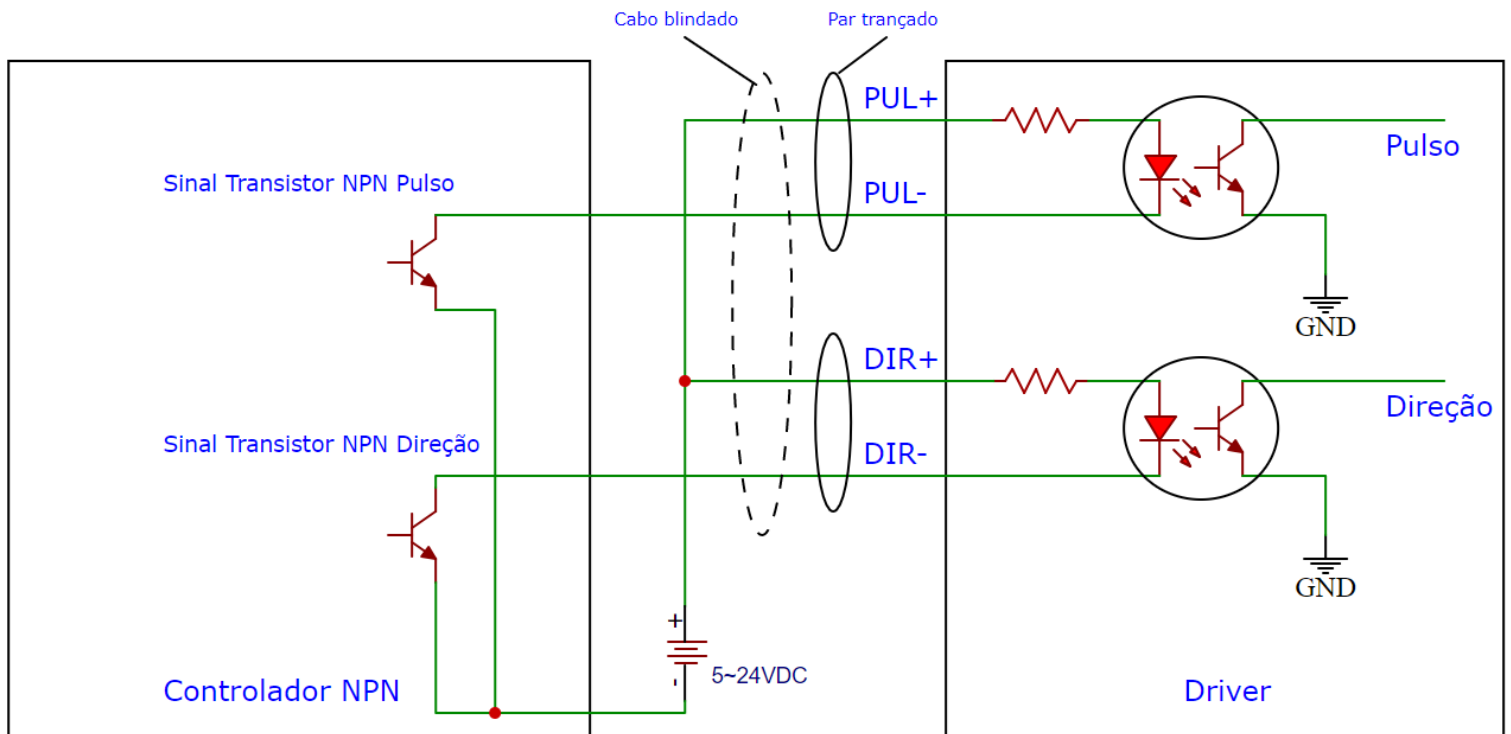 Cabo blindado
Par trançado
PUL+
Pulso
Sinal Transistor NPN Pulso
PUL-
GND
DIR+
Direção
Sinal Transistor NPN Direção
DIR-
GND
+
5~24VDC
-
Controlador NPN
Driver